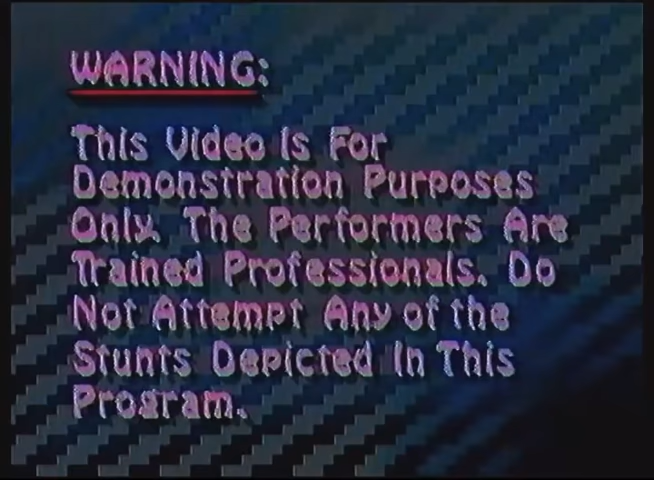 WARNING:
This Video Is For
Demonstration Purposes
Only. The Performers Are
Trained Professionals. Do
Not Attempt Any of the
Stunts Depicted In This
Program.